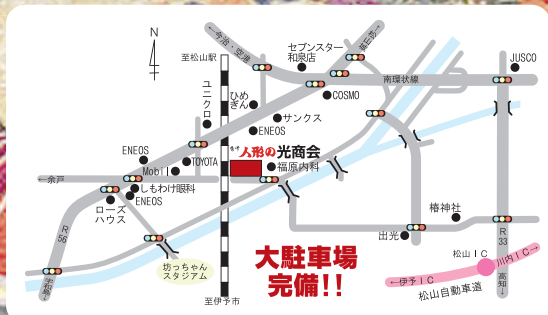 N
←今治・空港
至松山駅
セブンスター
和泉店
JUSCO
南環状線
ユニクロ
ひめ
ぎん
COSMO
サンクス
ENEOS
ENEOS
Mobil
TOYOTA
人形の光商会
福原内科
←余戸
しもわけ眼科
ENEOS
ローズ
ハウス
R56
宇和島→
坊っちゃん
スタジアム
至伊予市
大駐車場
完備!!
椿神社
出光
R33
高知→
松山IC
川内IC→
←伊予IC
松山自動車道